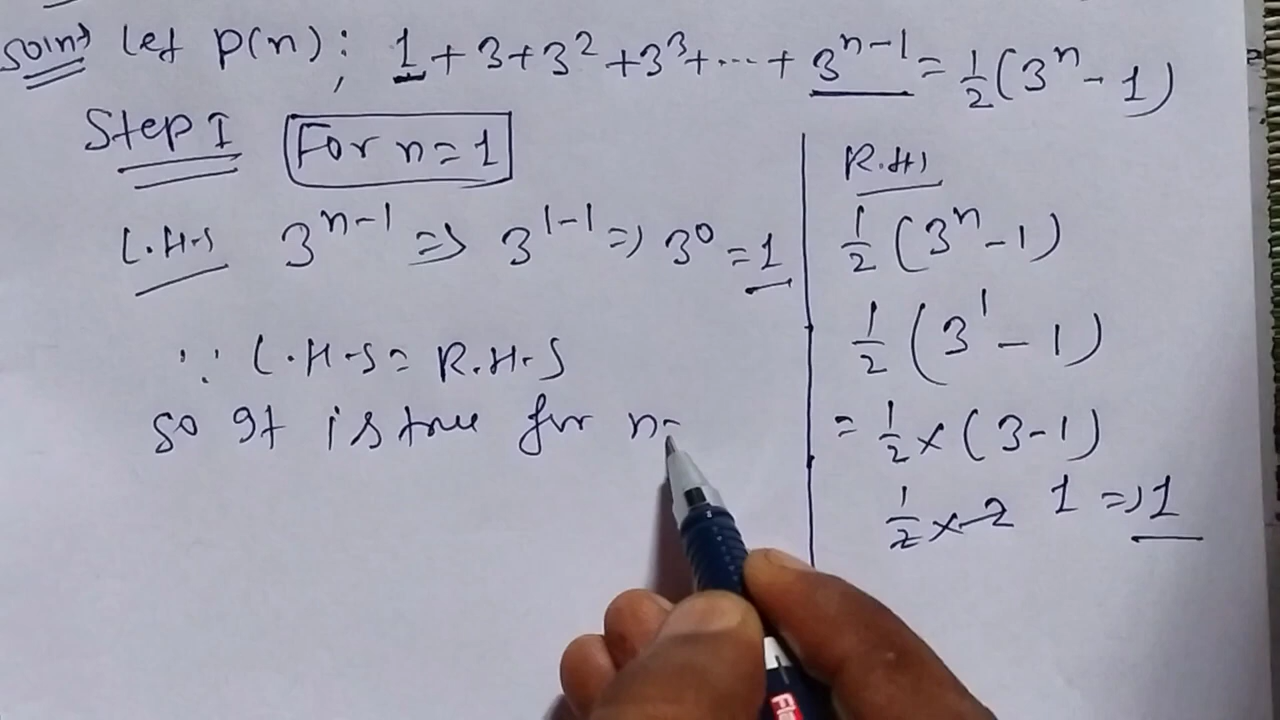 Soln> Let P(n): 1 + 3 + 3² + 3³ + ... + 3ⁿ⁻¹ = 1/2 (3ⁿ - 1)
Step I For n = 1
L.H.S 3ⁿ⁻¹ => 3¹⁻¹ => 3⁰ = 1
∵ L.H.S = R.H.S
So It is true for n=
R.H.S
1/2 (3ⁿ - 1)
1/2 (3¹ - 1)
= 1/2 × (3-1)
1/2 × 2 1 => 1